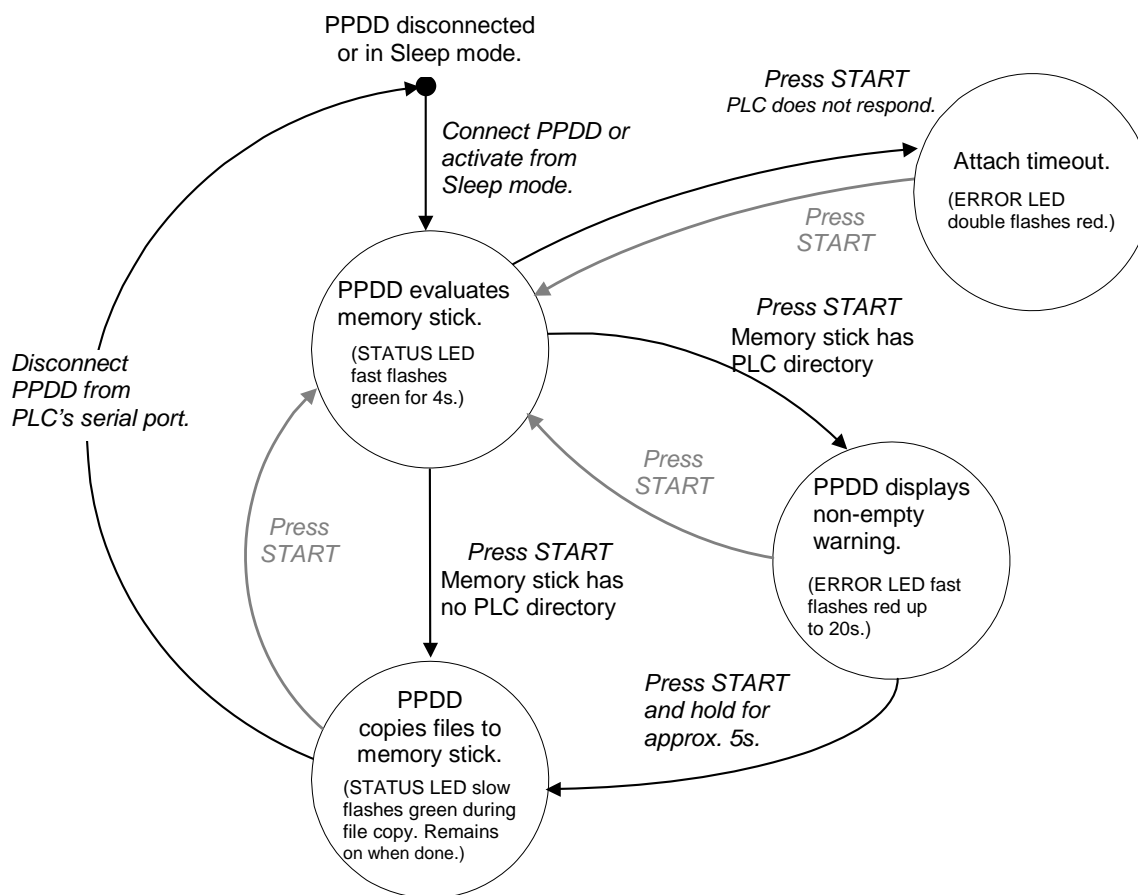 PPDD disconnected
or in Sleep mode.
Press START
PLC does not respond.
Connect PPDD or
activate from
Sleep mode.
Attach timeout.
(ERROR LED
double flashes red.)
Press
START
PPDD evaluates
memory stick.
(STATUS LED
fast flashes
green for 4s.)
Press START
Memory stick has
PLC directory
Disconnect
PPDD from
PLC's serial port.
Press
START
PPDD displays
non-empty
warning.
(ERROR LED fast
flashes red up
to 20s.)
Press
START
Press START
Memory stick has
no PLC directory
Press START
and hold for
approx. 5s.
PPDD
copies files to
memory stick.
(STATUS LED slow
flashes green during
file copy. Remains
on when done.)